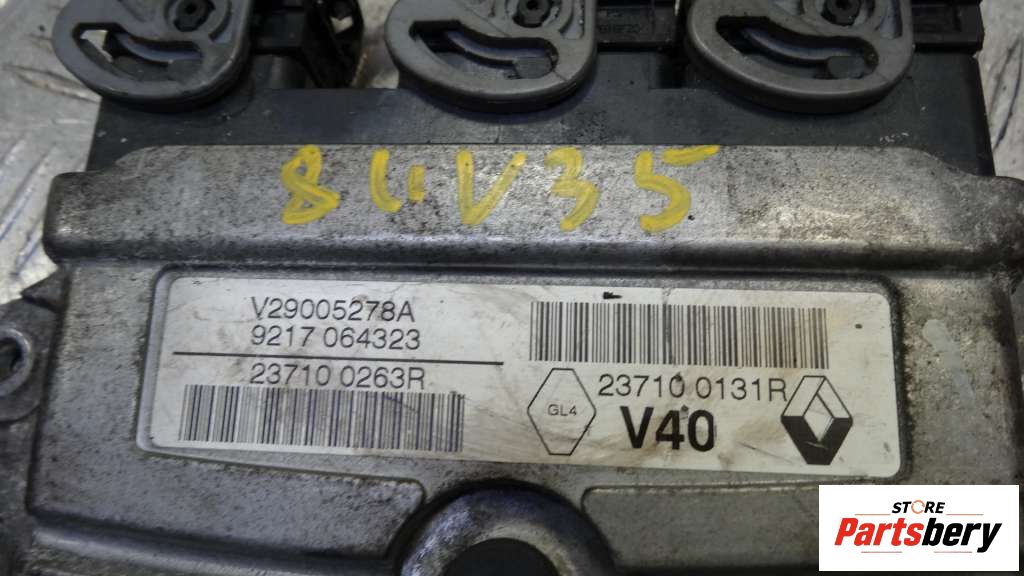 84V35
V29005278A
9217 064323
23710 0263R
GL4
23710 0131R
V40
STORE
Partsbery